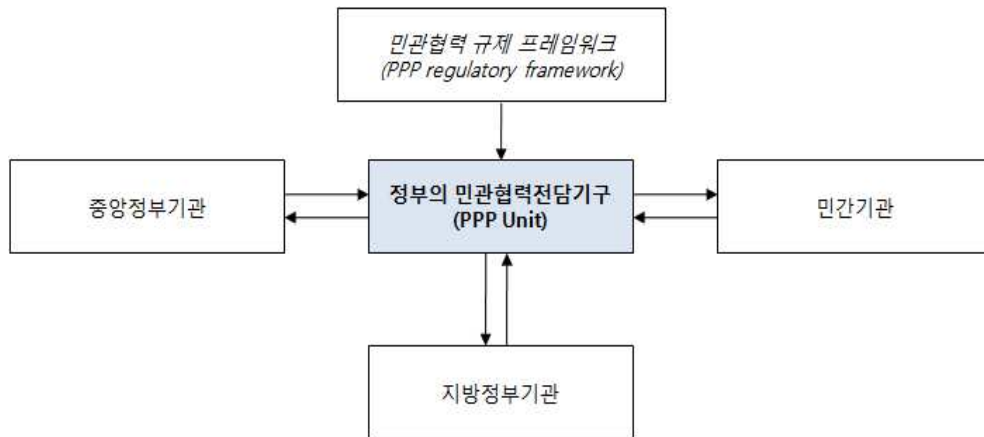 민관협력 규제 프레임워크
(PPP regulatory framework)
중앙정부기관
정부의 민관협력전담기구
(PPP Unit)
민간기관
지방정부기관